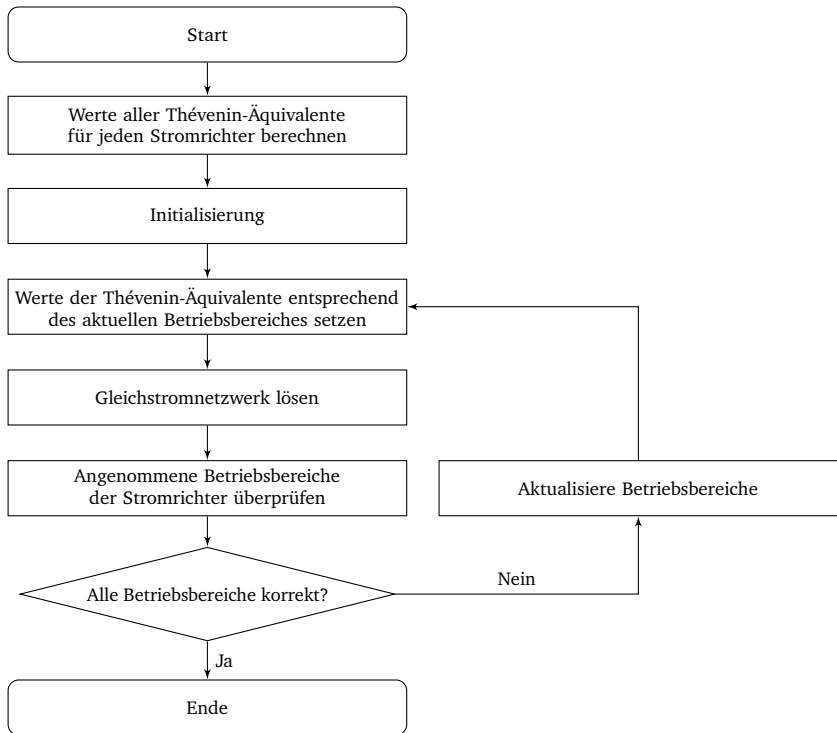 Start
Werte aller Thévenin-Äquivalente
für jeden Stromrichter berechnen
Initialisierung
Werte der Thévenin-Äquivalente entsprechend
des aktuellen Betriebsbereiches setzen
Gleichstromnetzwerk lösen
Angenommene Betriebsbereiche
der Stromrichter überprüfen
Aktualisiere Betriebsbereiche
Alle Betriebsbereiche korrekt?
Nein
Ja
Ende